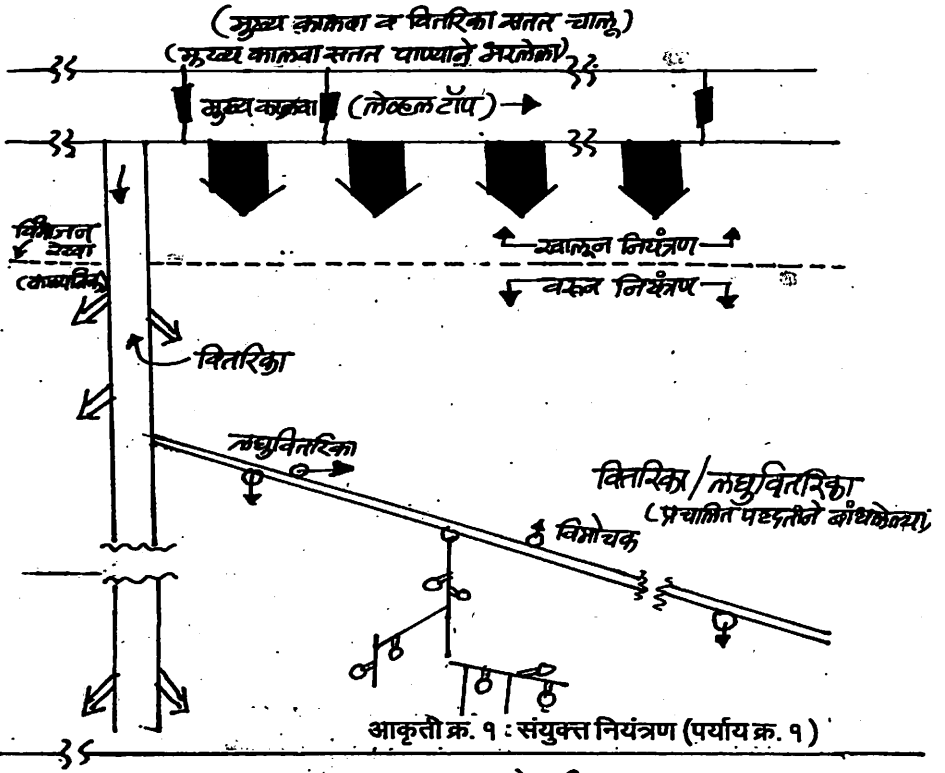 (मुख्य कालवा व वितरिका सतत चालू)
(मुख्य कालवा सतत पाण्याने भरलेला)
मुख्य कालवा (लेव्हल टॉप)
विभाजन
रेषा
(काल्पनिक)
खालून नियंत्रण
वरून नियंत्रण
वितरिका
लघुवितरिका
वितरिका/लघुवितरिका
(प्रचलित पद्धतीने बांधलेल्या)
विमोचक
आकृती क्र. १ : संयुक्त नियंत्रण (पर्याय क्र. १)